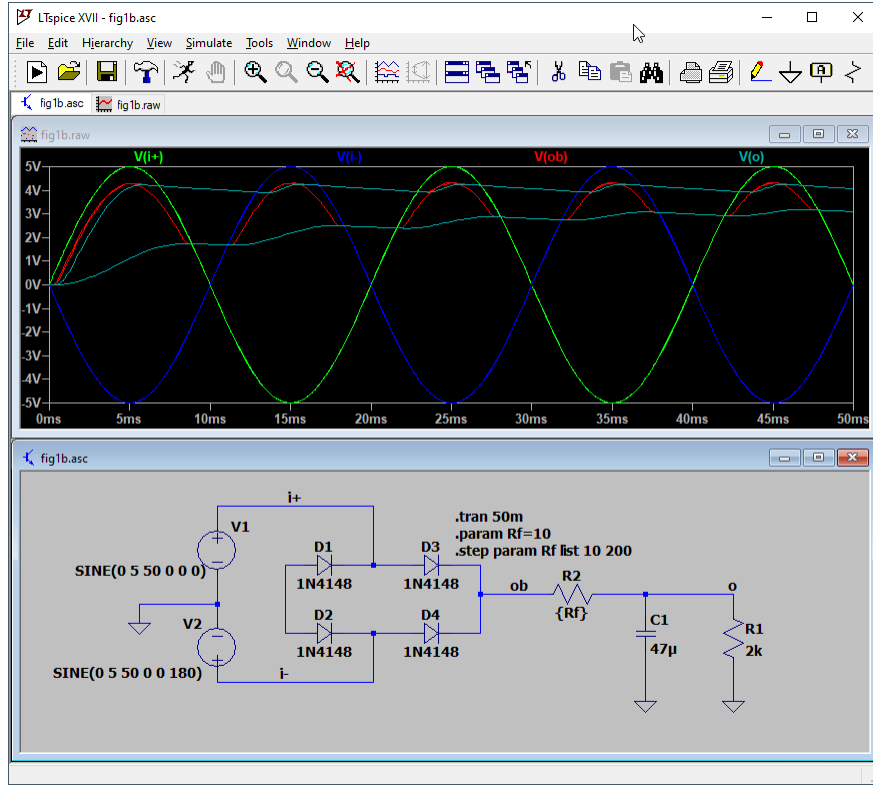 LTspice XVII - fig1b.asc
File Edit Hierarchy View Simulate Tools Window Help
fig1b.asc fig1b.raw
fig1b.raw
V(i+) V(i-) V(ob) V(o)
5V
4V
3V
2V
1V
0V
-1V
-2V
-3V
-4V
-5V
0ms 5ms 10ms 15ms 20ms 25ms 30ms 35ms 40ms 45ms 50ms
fig1b.asc
i+
V1
SINE(0 5 50 0 0 0)
V2
SINE(0 5 50 0 0 180)
i-
D1
1N4148
D3
1N4148
D2
1N4148
D4
1N4148
.tran 50m
.param Rf=10
.step param Rf list 10 200
ob
R2
{Rf}
o
C1
47µ
R1
2k